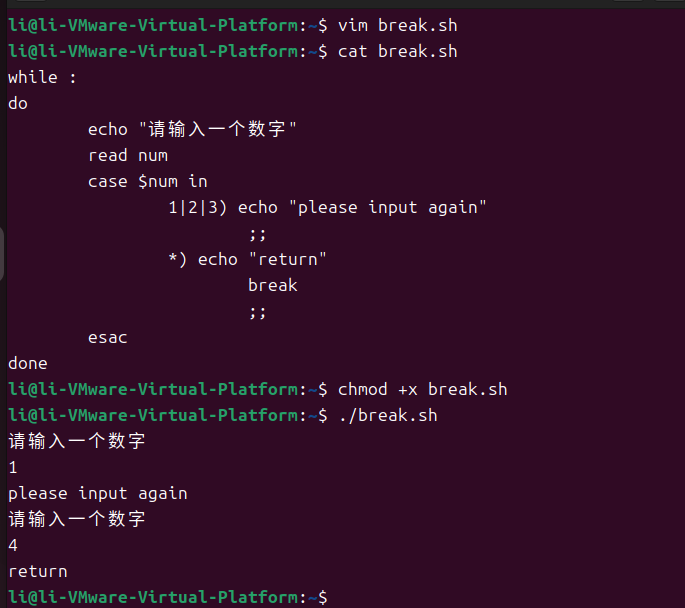 li@li-VMware-Virtual-Platform:~$ vim break.sh
li@li-VMware-Virtual-Platform:~$ cat break.sh
while :
do
        echo "请输入一个数字"
        read num
        case $num in
                1|2|3) echo "please input again"
                        ;;
                *) echo "return"
                        break
                        ;;
        esac
done
li@li-VMware-Virtual-Platform:~$ chmod +x break.sh
li@li-VMware-Virtual-Platform:~$ ./break.sh
请输入一个数字
1
please input again
请输入一个数字
4
return
li@li-VMware-Virtual-Platform:~$